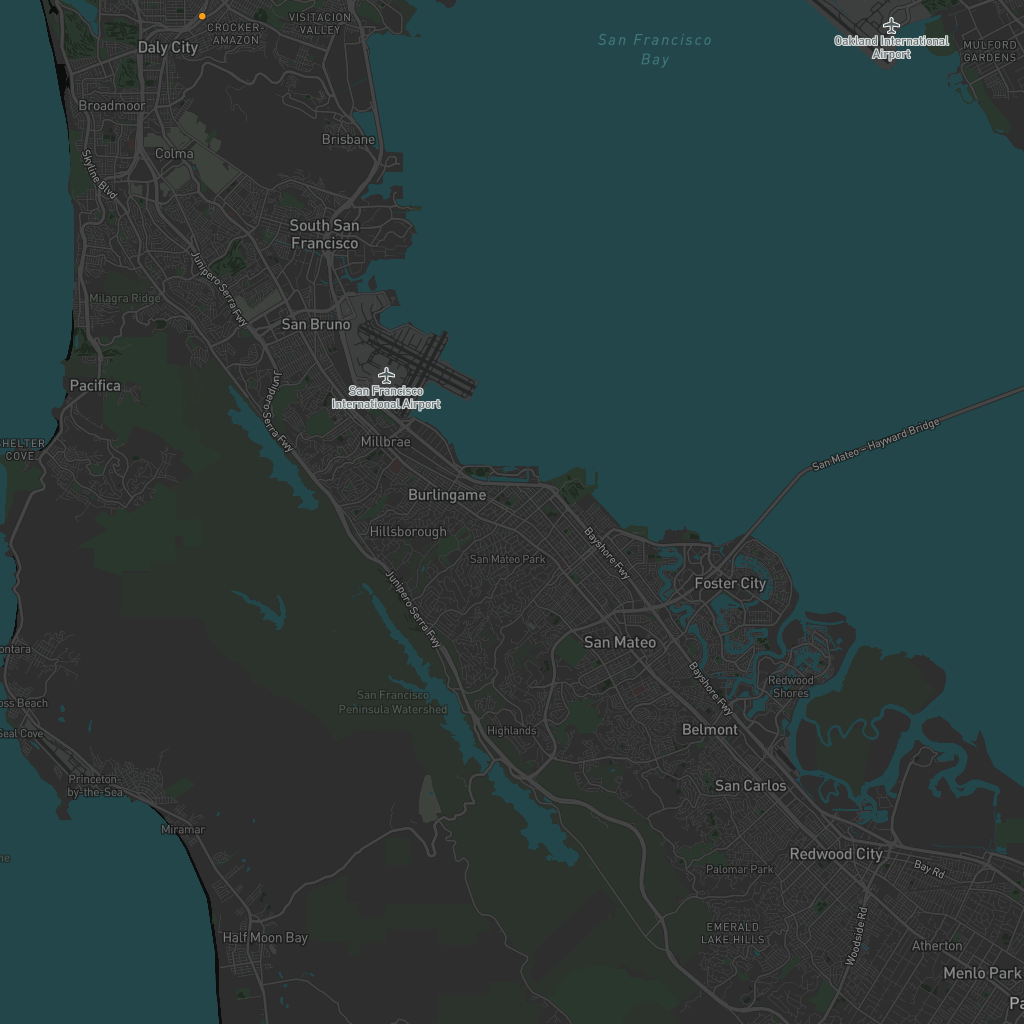 CROCKER-
AMAZON
VISITACION
VALLEY
Daly City
San Francisco
Bay
Oakland International
Airport
MULFORD
GARDENS
Broadmoor
Brisbane
Colma
Skyline Blvd
South San
Francisco
Junipero Serra Fwy
Milagra Ridge
San Bruno
Pacifica
San Francisco
International Airport
Junipero Serra Fwy
San Mateo - Hayward Bridge
SHELTER
COVE
Millbrae
Burlingame
Hillsborough
San Mateo Park
Bayshore Fwy
Foster City
Junipero Serra Fwy
San Mateo
ontara
Redwood
Shores
Bayshore Fwy
San Francisco
Peninsula Watershed
oss Beach
Seal Cove
Highlands
Belmont
Princeton-
by-the-Sea
San Carlos
Miramar
Redwood City
Bay Rd
Palomar Park
Woodside Rd
EMERALD
LAKE HILLS
Half Moon Bay
Atherton
Menlo Park
Pa